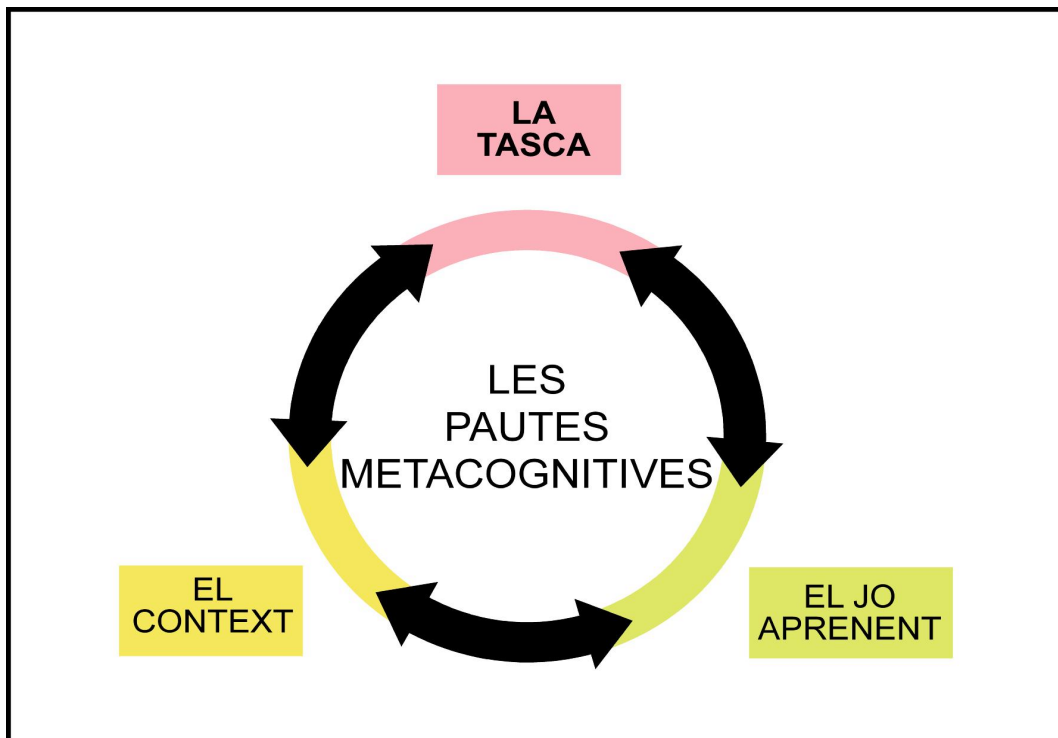 LA
TASCA
LES
PAUTES
METACOGNITIVES
EL
CONTEXT
EL JO
APRENENT